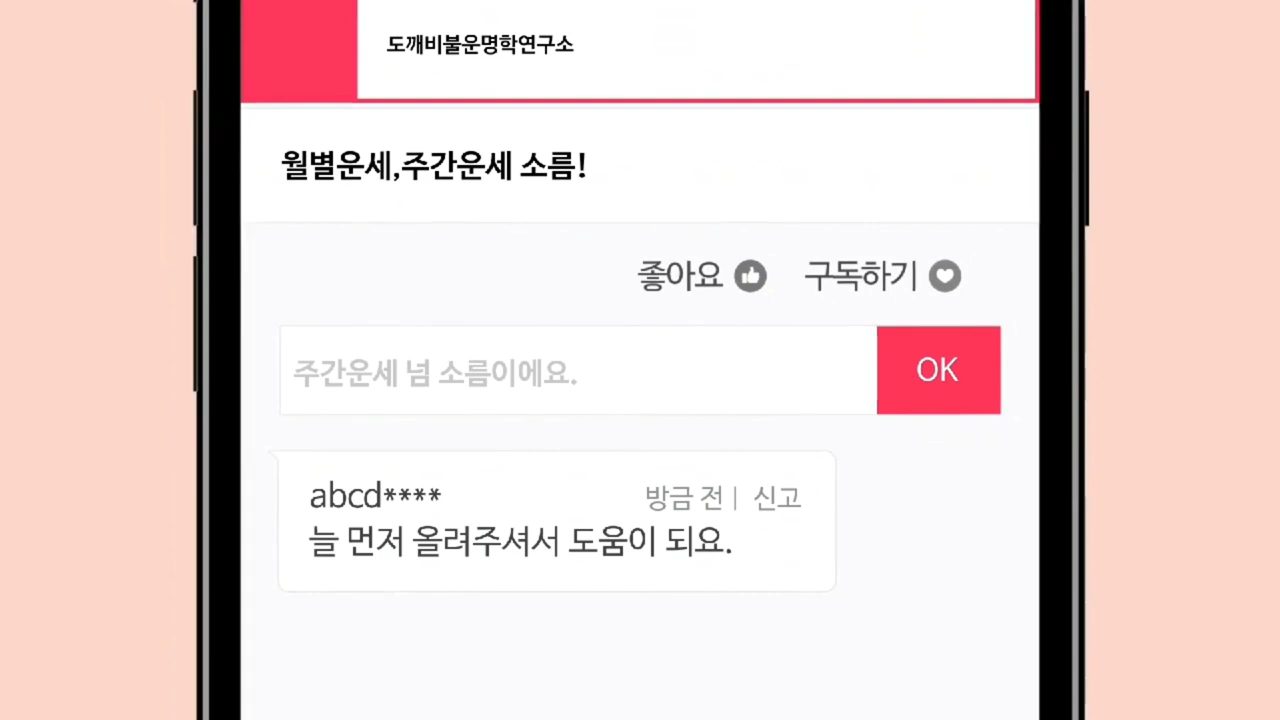 도깨비불운명학연구소
월별운세,주간운세 소름!
좋아요 구독하기
주간운세 넘 소름이에요.
OK
abcd****
방금 전 | 신고
늘 먼저 올려주셔서 도움이 되요.